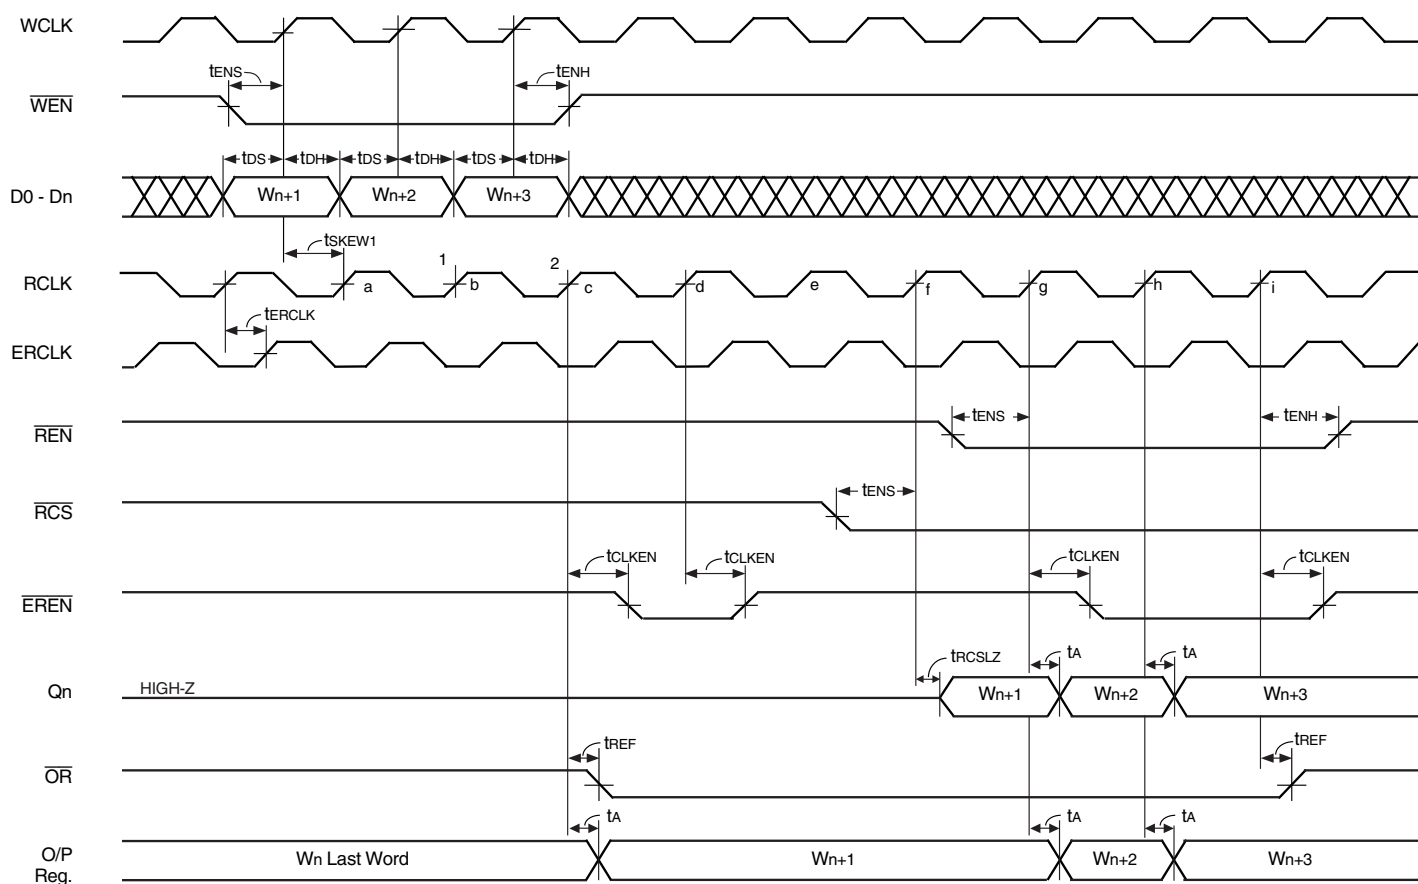 WCLK
tENS tENH
WEN
tDS tDH tDS tDH tDS tDH
D0 - Dn Wn+1 Wn+2 Wn+3
tSKEW1
1 2
RCLK a b c d e f g h i
tERCLK
ERCLK
tENS tENH
REN
tENS
RCS
tCLKEN tCLKEN tCLKEN tCLKEN
EREN
tRCSLZ tA tA
Qn HIGH-Z Wn+1 Wn+2 Wn+3
tREF tREF
OR
tA tA tA
O/P Wn Last Word Wn+1 Wn+2 Wn+3
Reg.